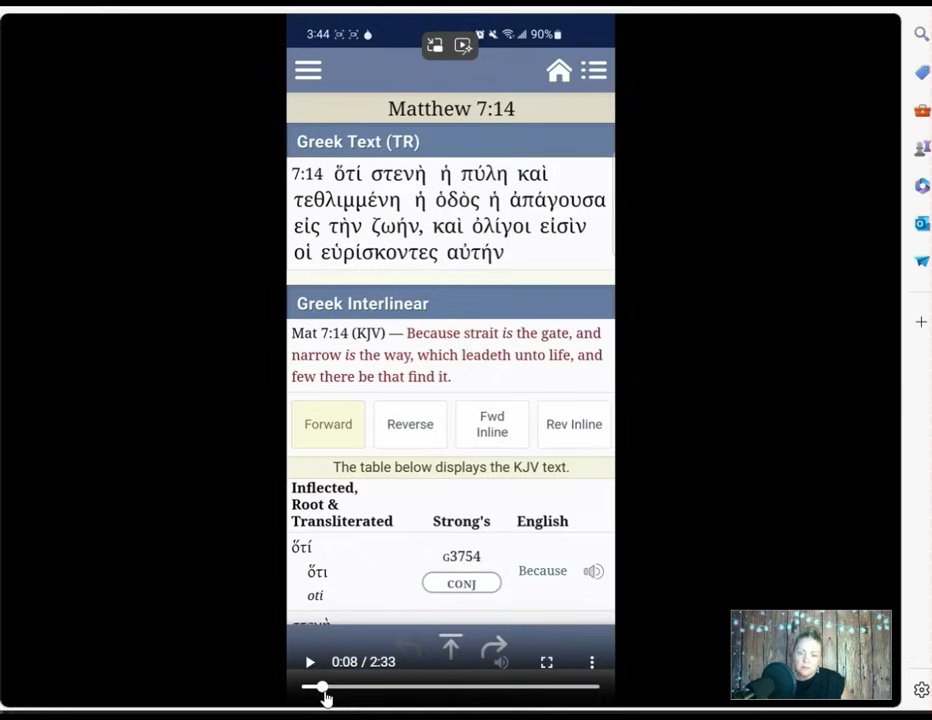 3:44
90%
Matthew 7:14
Greek Text (TR)
7:14 ὅτί στενὴ ἡ πύλη καὶ
τεθλιμμένη ἡ ὁδὸς ἡ ἀπάγουσα
εἰς τὴν ζωήν, καὶ ὀλίγοι εἰσὶν
οἱ εὑρίσκοντες αὐτήν
Greek Interlinear
Mat 7:14 (KJV) — Because strait is the gate, and
narrow is the way, which leadeth unto life, and
few there be that find it.
Forward
Reverse
Fwd
Inline
Rev Inline
The table below displays the KJV text.
Inflected,
Root &
Transliterated
Strong's
English
ὅτί
ὅτι
oti
G3754
CONJ
Because
0:08 / 2:33